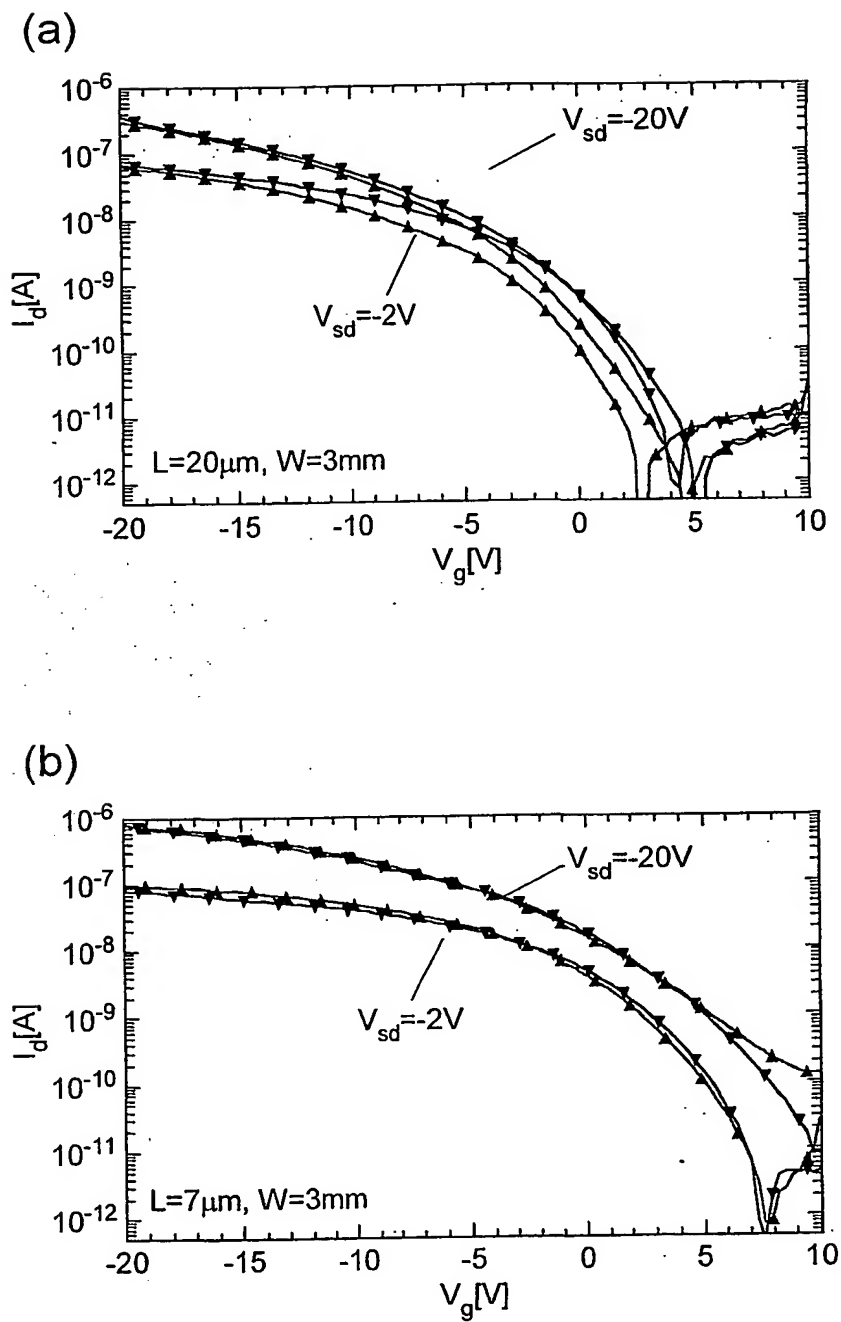 (a)
10^-6
10^-7
10^-8
10^-9
10^-10
10^-11
10^-12
I_d[A]
V_sd=-20V
V_sd=-2V
L=20μm, W=3mm
-20 -15 -10 -5 0 5 10
V_g[V]
(b)
10^-6
10^-7
10^-8
10^-9
10^-10
10^-11
10^-12
I_d[A]
V_sd=-20V
V_sd=-2V
L=7μm, W=3mm
-20 -15 -10 -5 0 5 10
V_g[V]